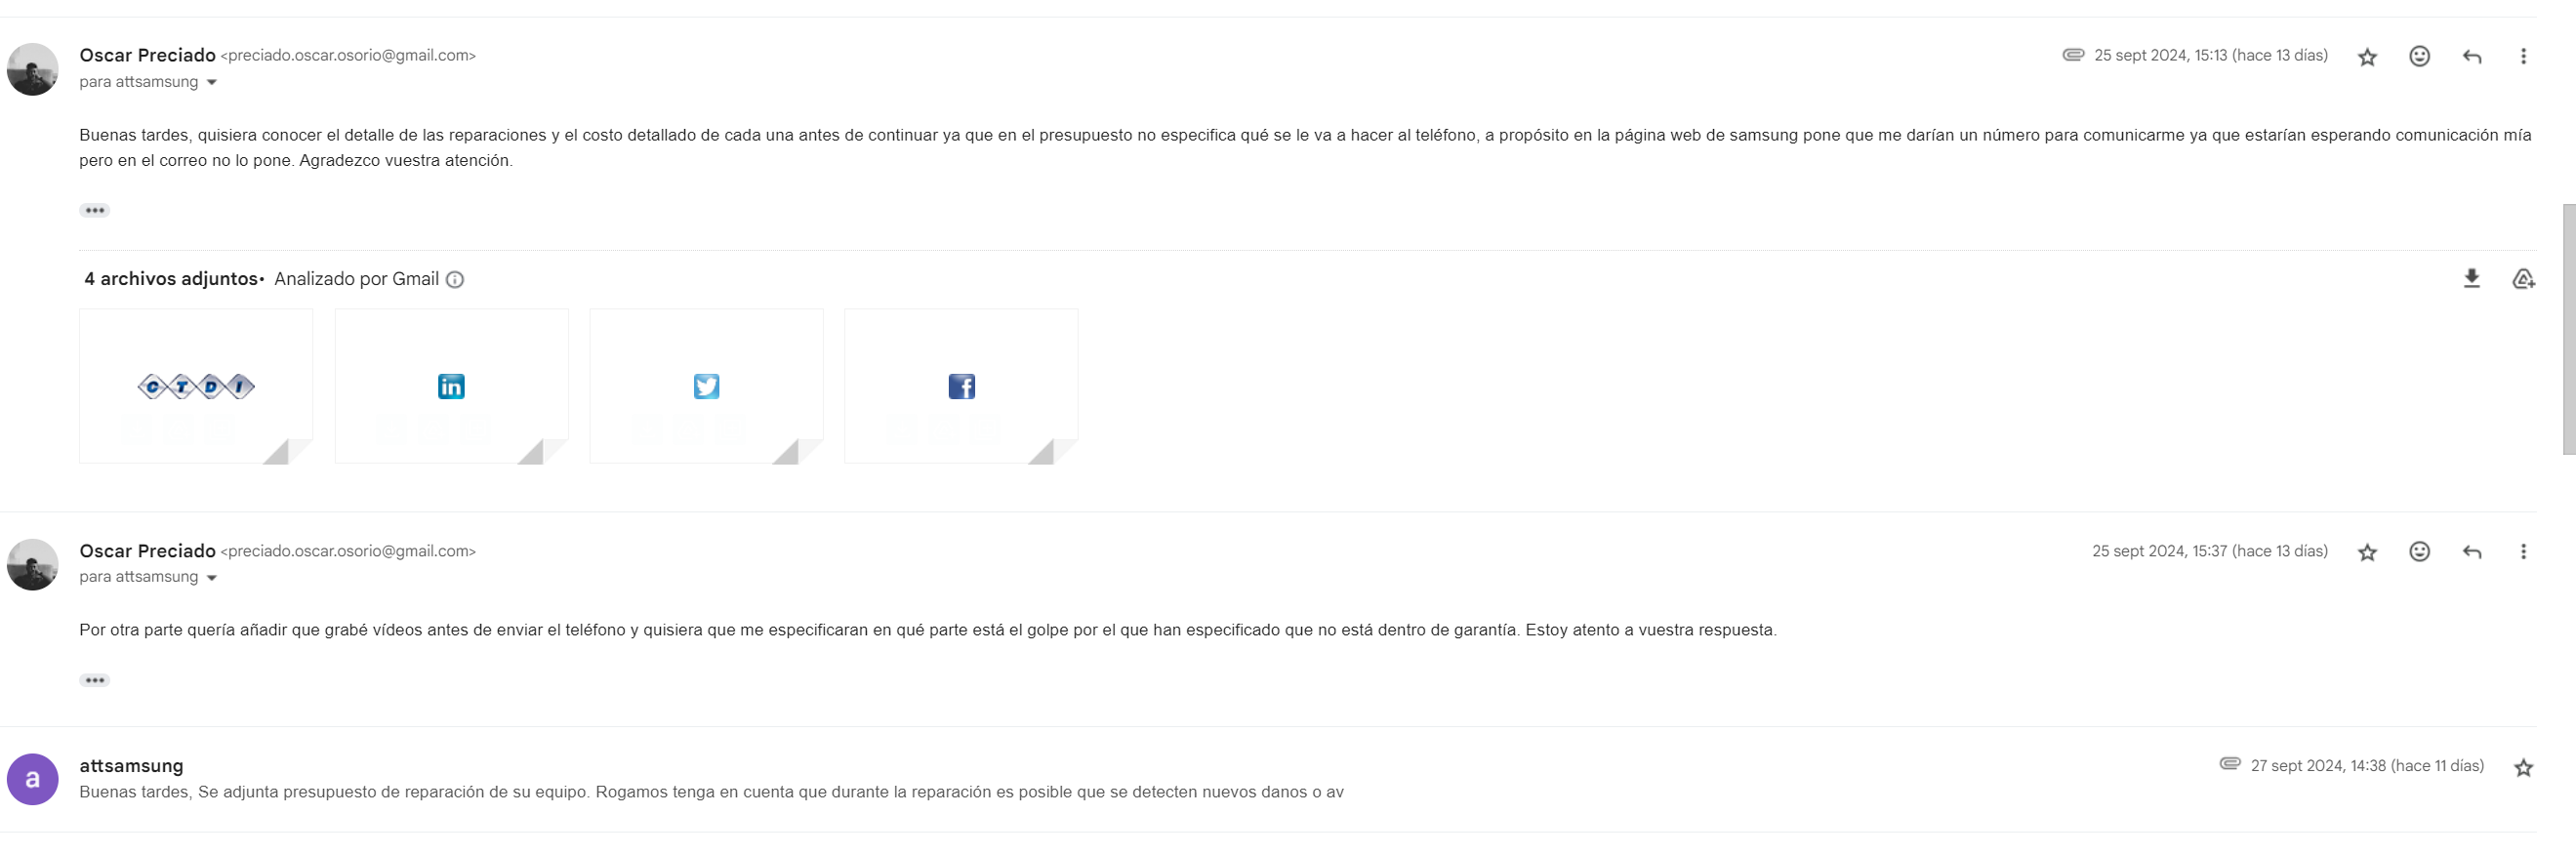 Oscar Preciado <preciado.oscar.osorio@gmail.com>
25 sept 2024, 15:13 (hace 13 días)
para attsamsung
Buenas tardes, quisiera conocer el detalle de las reparaciones y el costo detallado de cada una antes de continuar ya que en el presupuesto no especifica qué se le va a hacer al teléfono, a propósito en la página web de samsung pone que me darían un número para comunicarme ya que estarían esperando comunicación mía
pero en el correo no lo pone. Agradezco vuestra atención.
4 archivos adjuntos• Analizado por Gmail
CTDI
in
f
Oscar Preciado <preciado.oscar.osorio@gmail.com>
25 sept 2024, 15:37 (hace 13 días)
para attsamsung
Por otra parte quería añadir que grabé vídeos antes de enviar el teléfono y quisiera que me especificaran en qué parte está el golpe por el que han especificado que no está dentro de garantía. Estoy atento a vuestra respuesta.
a
attsamsung
27 sept 2024, 14:38 (hace 11 días)
Buenas tardes, Se adjunta presupuesto de reparación de su equipo. Rogamos tenga en cuenta que durante la reparación es posible que se detecten nuevos danos o av